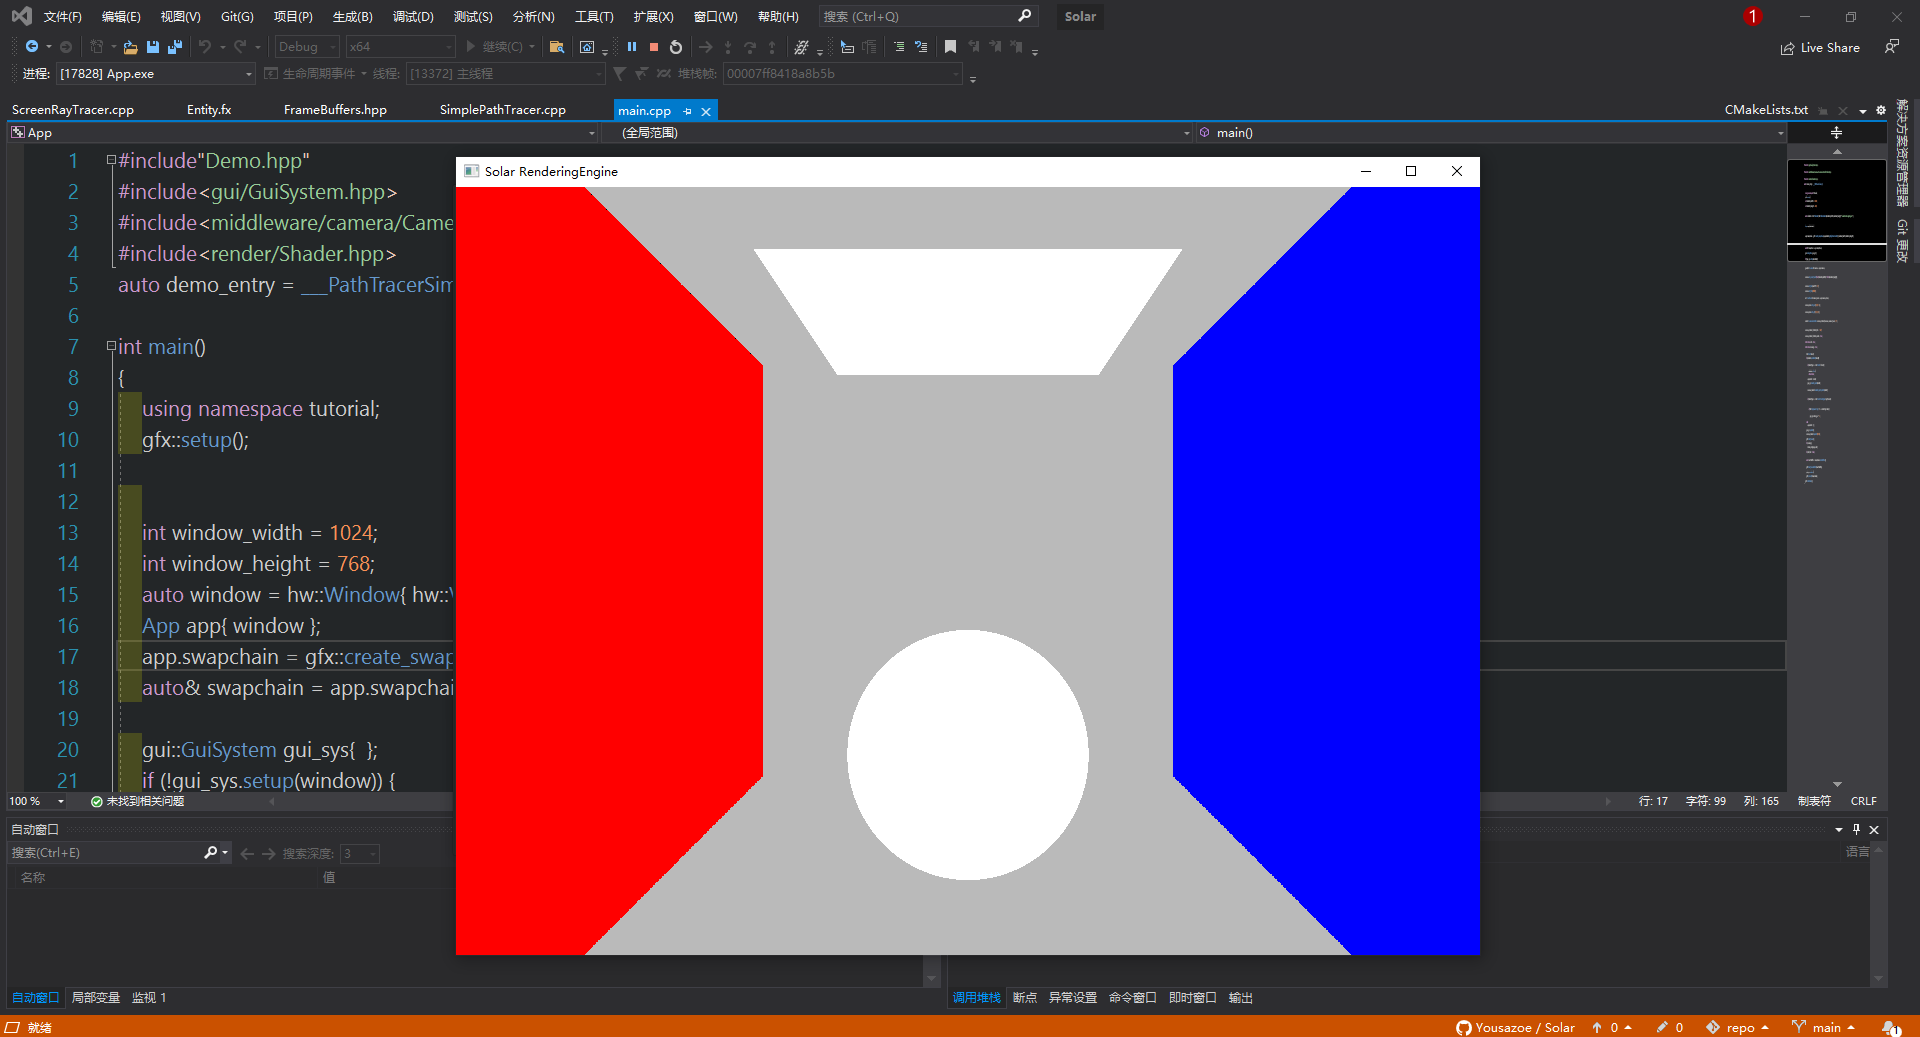 文件(F) 编辑(E) 视图(V) Git(G) 项目(P) 生成(B) 调试(D) 测试(S) 分析(N) 工具(T) 扩展(X) 窗口(W) 帮助(H) 搜索 (Ctrl+Q) Solar 1
Debug x64 继续(C) Live Share
进程: [17828] App.exe 生命周期事件 线程: [13372] 主线程 堆栈帧: 00007ff8418a8b5b
ScreenRayTracer.cpp Entity.fx FrameBuffers.hpp SimplePathTracer.cpp main.cpp CMakeLists.txt
App (全局范围) main()
解决方案资源管理器
Git 更改
Solar RenderingEngine
1 #include"Demo.hpp"
2 #include<gui/GuiSystem.hpp>
3 #include<middleware/camera/Came
4 #include<render/Shader.hpp>
5 auto demo_entry = ___PathTracerSim
6
7 int main()
8 {
9 using namespace tutorial;
10 gfx::setup();
11
12
13 int window_width = 1024;
14 int window_height = 768;
15 auto window = hw::Window{ hw::
16 App app{ window };
17 app.swapchain = gfx::create_swap
18 auto& swapchain = app.swapchai
19
20 gui::GuiSystem gui_sys{ };
21 if (!gui_sys.setup(window)) {
100 % 未找到相关问题 行: 17 字符: 99 列: 165 制表符 CRLF
自动窗口
搜索(Ctrl+E) 搜索深度: 3 语言
名称 值
自动窗口 局部变量 监视 1 调用堆栈 断点 异常设置 命令窗口 即时窗口 输出
就绪 Yousazoe / Solar 0 0 repo main 1